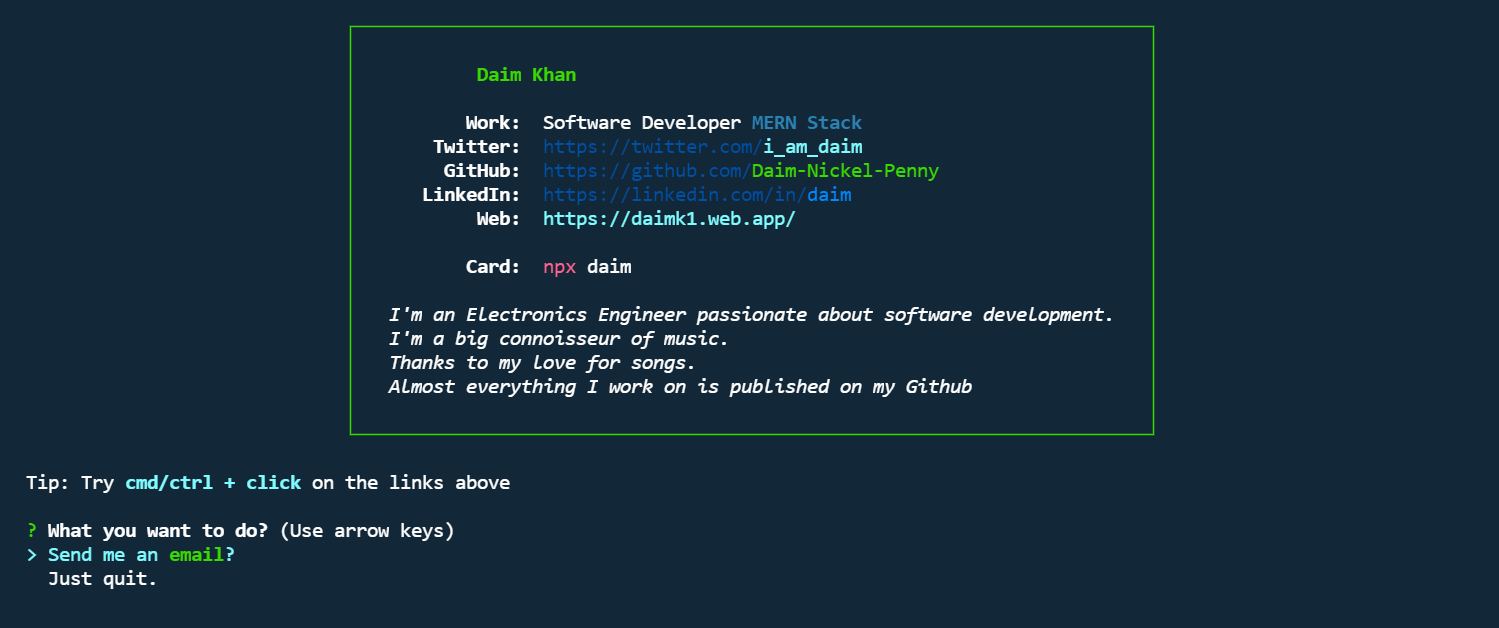 Daim Khan
Work: Software Developer MERN Stack
Twitter: https://twitter.com/i_am_daim
GitHub: https://github.com/Daim-Nickel-Penny
LinkedIn: https://linkedin.com/in/daim
Web: https://daimk1.web.app/
Card: npx daim
I'm an Electronics Engineer passionate about software development.
I'm a big connoisseur of music.
Thanks to my love for songs.
Almost everything I work on is published on my Github
Tip: Try cmd/ctrl + click on the links above
? What you want to do? (Use arrow keys)
> Send me an email?
Just quit.